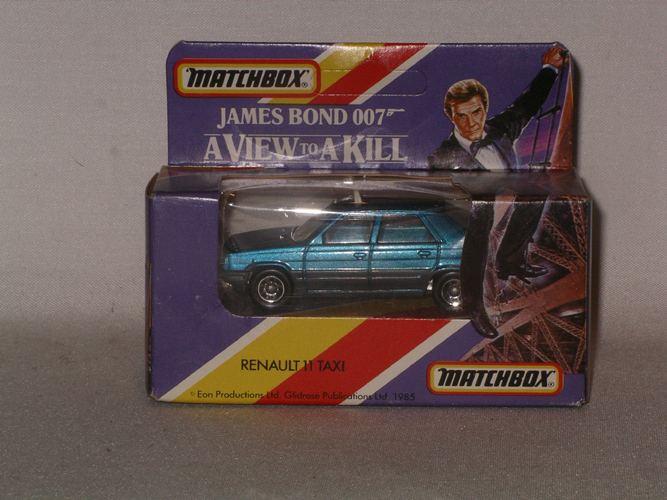 MATCHBOX®
JAMES BOND 007
A VIEW TO A KILL
RENAULT 11 TAXI
© Eon Productions Ltd. Glidrose Publications Ltd. 1985
MATCHBOX®